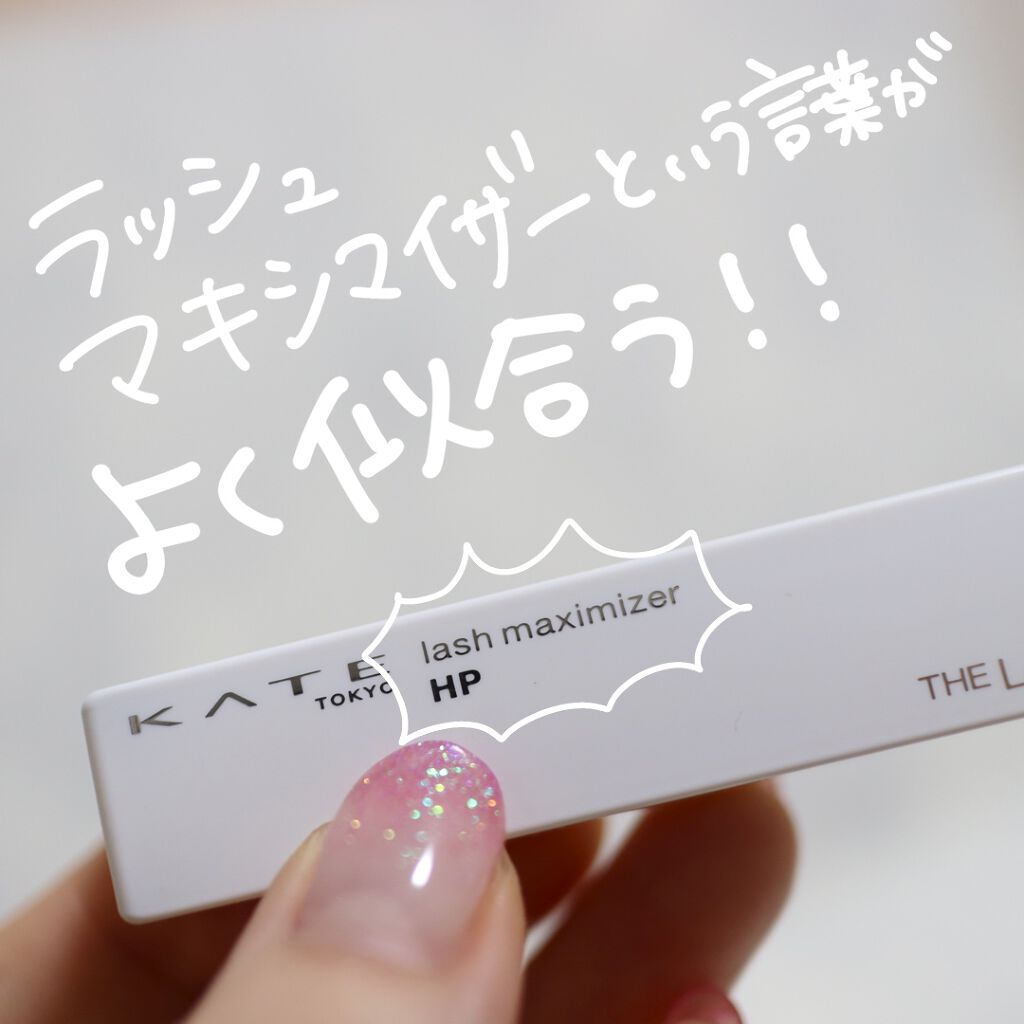 ラッシュ
マキシマイザーという言葉が
よく似合う!!
KATE
TOKYO
lash maximizer
HP
THE L